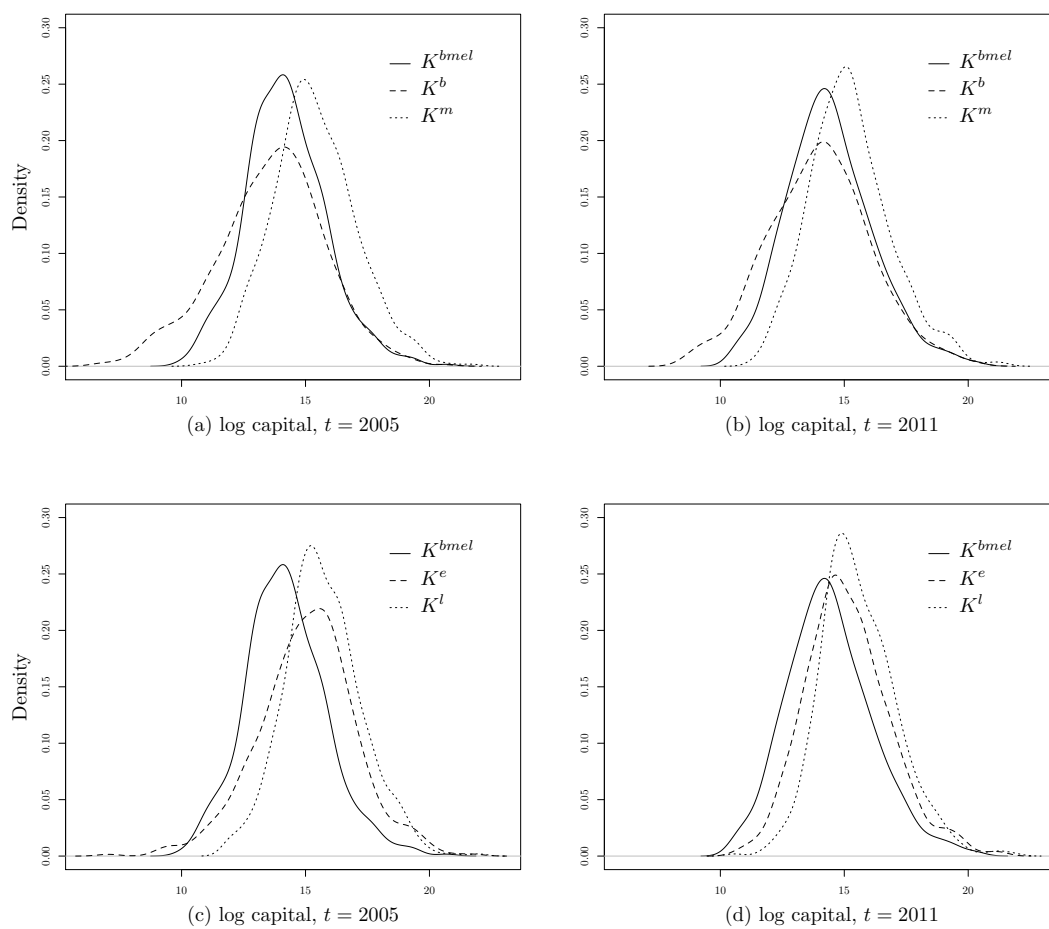 0.30
0.25
0.20
0.15
0.10
0.05
0.00
Density
K^{bmel}
K^b
K^m
10 15 20
(a) log capital, t = 2005
0.30
0.25
0.20
0.15
0.10
0.05
0.00
K^{bmel}
K^b
K^m
10 15 20
(b) log capital, t = 2011
0.30
0.25
0.20
0.15
0.10
0.05
0.00
Density
K^{bmel}
K^e
K^l
10 15 20
(c) log capital, t = 2005
0.30
0.25
0.20
0.15
0.10
0.05
0.00
K^{bmel}
K^e
K^l
10 15 20
(d) log capital, t = 2011